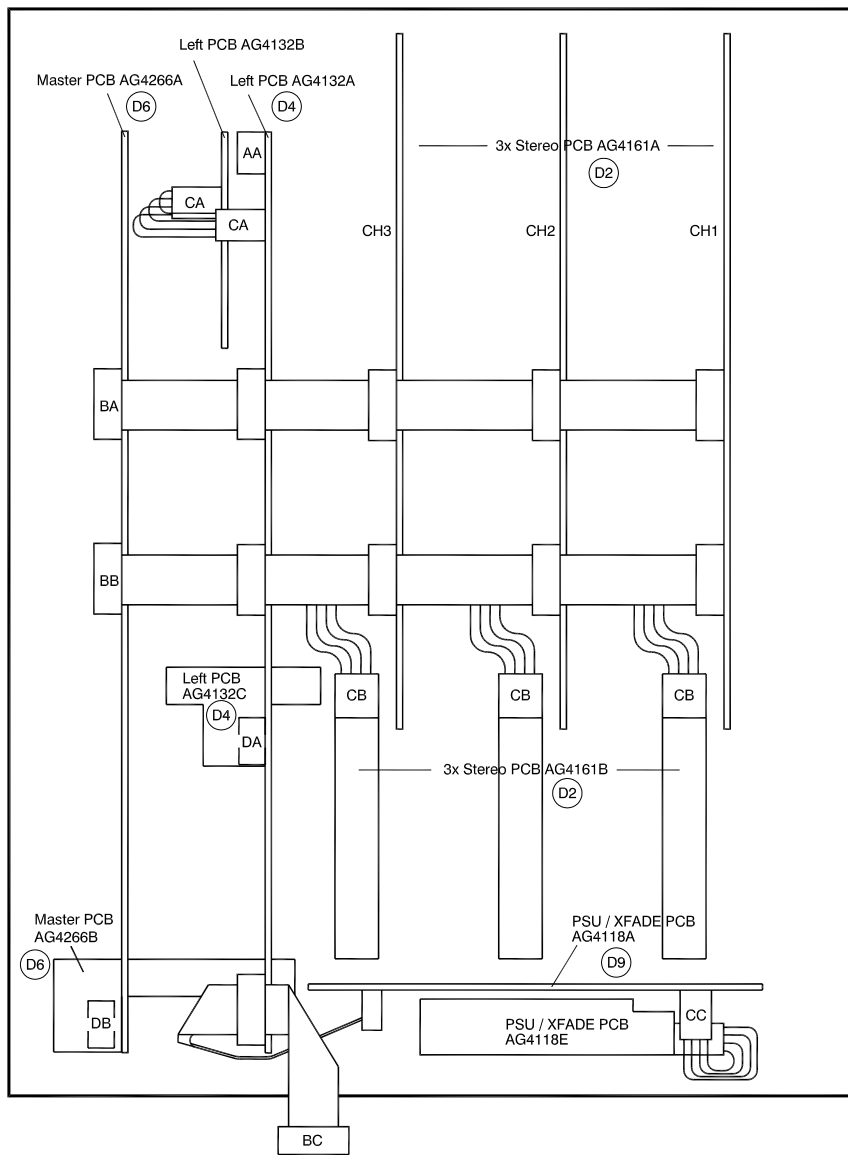 Left PCB AG4132B
Master PCB AG4266A
D6
Left PCB AG4132A
D4
AA
3x Stereo PCB AG4161A
D2
CA
CA
CH3
CH2
CH1
BA
BB
Left PCB
AG4132C
D4
DA
CB
CB
CB
3x Stereo PCB AG4161B
D2
Master PCB
AG4266B
D6
DB
PSU / XFADE PCB
AG4118A
D9
CC
PSU / XFADE PCB
AG4118E
BC